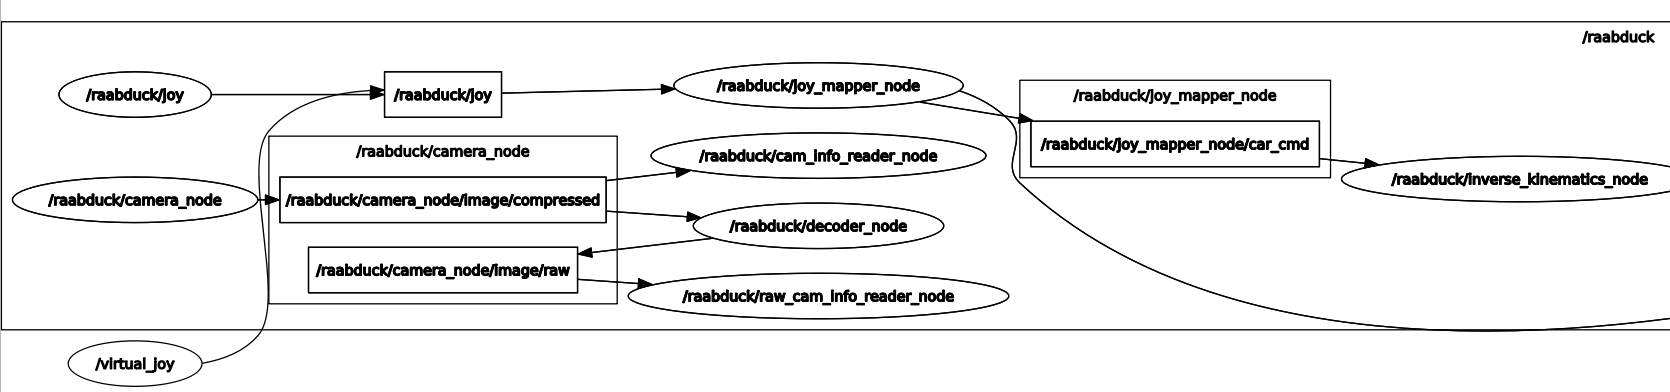 /raabduck
/raabduck/joy
/raabduck/joy
/raabduck/joy_mapper_node
/raabduck/joy_mapper_node
/raabduck/joy_mapper_node/car_cmd
/raabduck/inverse_kinematics_node
/raabduck/camera_node
/raabduck/cam_info_reader_node
/raabduck/camera_node
/raabduck/camera_node/image/compressed
/raabduck/decoder_node
/raabduck/camera_node/image/raw
/raabduck/raw_cam_info_reader_node
/virtual_joy